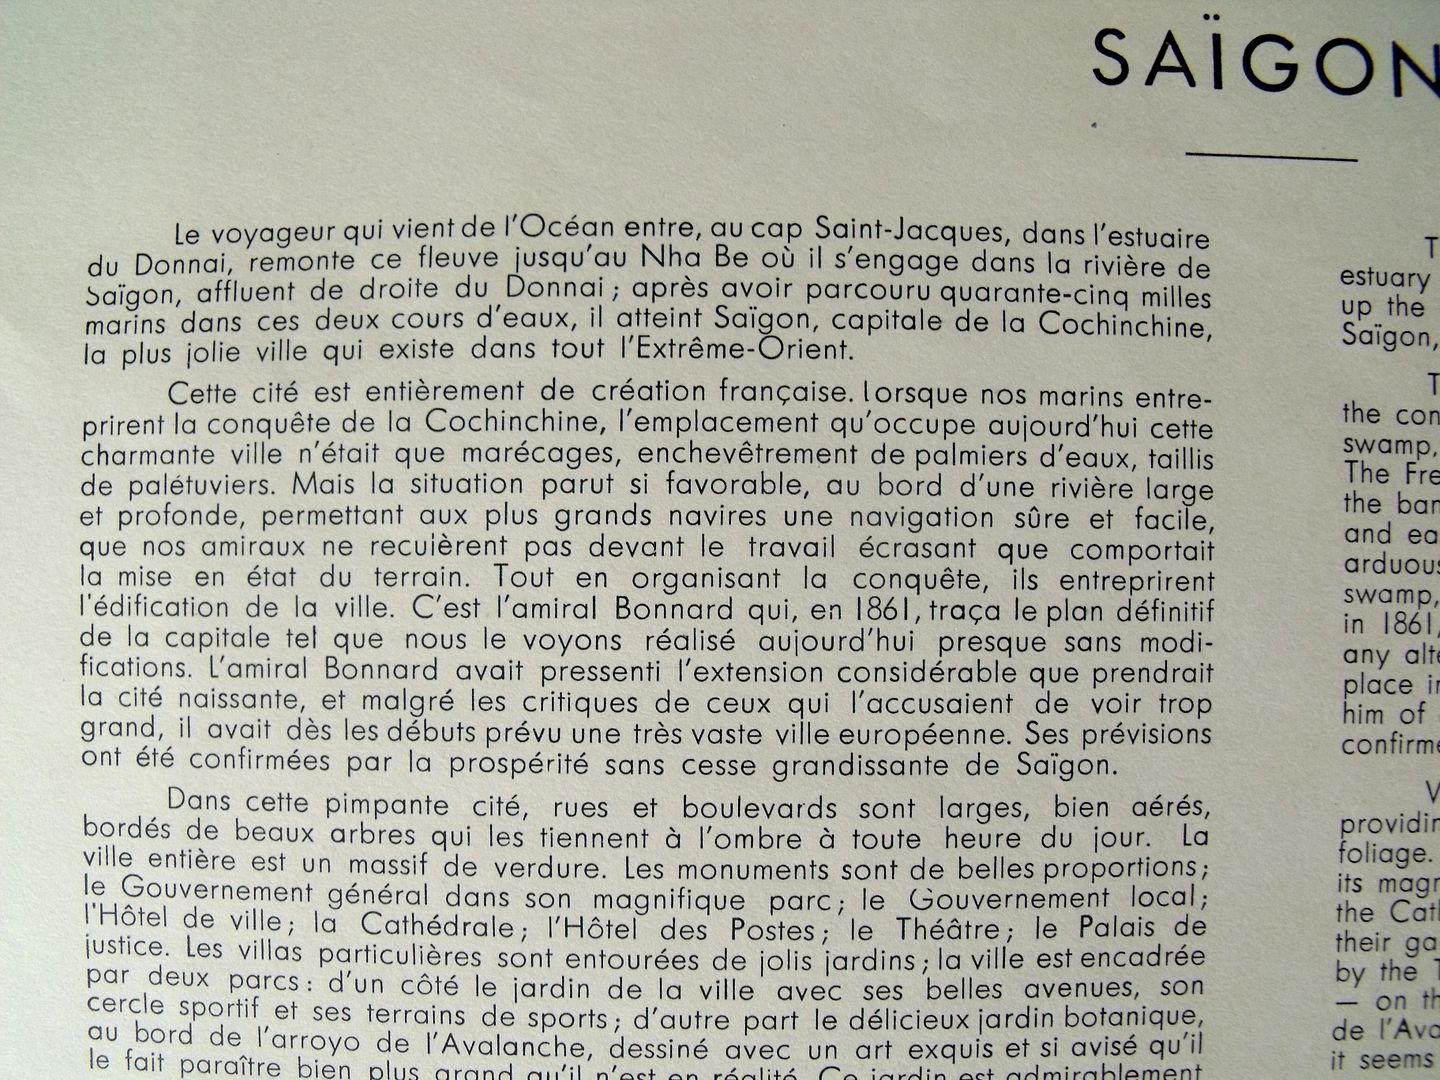 SAÏGON
Le voyageur qui vient de l'Océan entre, au cap Saint-Jacques, dans l'estuaire
du Donnai, remonte ce fleuve jusqu'au Nha Be où il s'engage dans la rivière de
Saïgon, affluent de droite du Donnai ; après avoir parcouru quarante-cinq milles
marins dans ces deux cours d'eaux, il atteint Saïgon, capitale de la Cochinchine,
la plus jolie ville qui existe dans tout l'Extrême-Orient.
Cette cité est entièrement de création française. Lorsque nos marins entre-
prirent la conquête de la Cochinchine, l'emplacement qu'occupe aujourd'hui cette
charmante ville n'était que marécages, enchevêtrement de palmiers d'eaux, taillis
de palétuviers. Mais la situation parut si favorable, au bord d'une rivière large
et profonde, permettant aux plus grands navires une navigation sûre et facile,
que nos amiraux ne recuièrent pas devant le travail écrasant que comportait
la mise en état du terrain. Tout en organisant la conquête, ils entreprirent
l'édification de la ville. C'est l'amiral Bonnard qui, en 1861, traça le plan définitif
de la capitale tel que nous le voyons réalisé aujourd'hui presque sans modi-
fications. L'amiral Bonnard avait pressenti l'extension considérable que prendrait
la cité naissante, et malgré les critiques de ceux qui l'accusaient de voir trop
grand, il avait dès les débuts prévu une très vaste ville européenne. Ses prévisions
ont été confirmées par la prospérité sans cesse grandissante de Saïgon.
Dans cette pimpante cité, rues et boulevards sont larges, bien aérés,
bordés de beaux arbres qui les tiennent à l'ombre à toute heure du jour. La
ville entière est un massif de verdure. Les monuments sont de belles proportions ;
le Gouvernement général dans son magnifique parc ; le Gouvernement local ;
l'Hôtel de ville ; la Cathédrale ; l'Hôtel des Postes ; le Théâtre ; le Palais de
justice. Les villas particulières sont entourées de jolis jardins ; la ville est encadrée
par deux parcs : d'un côté le jardin de la ville avec ses belles avenues, son
cercle sportif et ses terrains de sports ; d'autre part le délicieux jardin botanique,
au bord de l'arroyo de l'Avalanche, dessiné avec un art exquis et si avisé qu'il
le fait paraître bien plus grand qu'il n'est en réalité. Ce jardin est admirablement
estuary
up the
Saïgon,
the con
swamp,
The Fre
the ban
and ea
arduous
swamp,
in 1861,
any alte
place in
him of
confirme
providin
foliage.
its magn
the Cath
their ga
by the T
— on th
de l'Ava
it seems